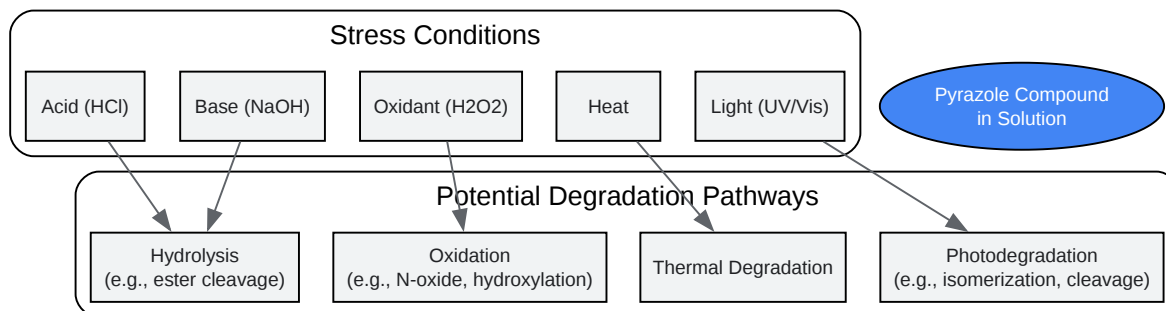 Stress Conditions
Acid (HCl)
Base (NaOH)
Oxidant (H2O2)
Heat
Light (UV/Vis)
Pyrazole Compound
in Solution
Potential Degradation Pathways
Hydrolysis
(e.g., ester cleavage)
Oxidation
(e.g., N-oxide, hydroxylation)
Thermal Degradation
Photodegradation
(e.g., isomerization, cleavage)